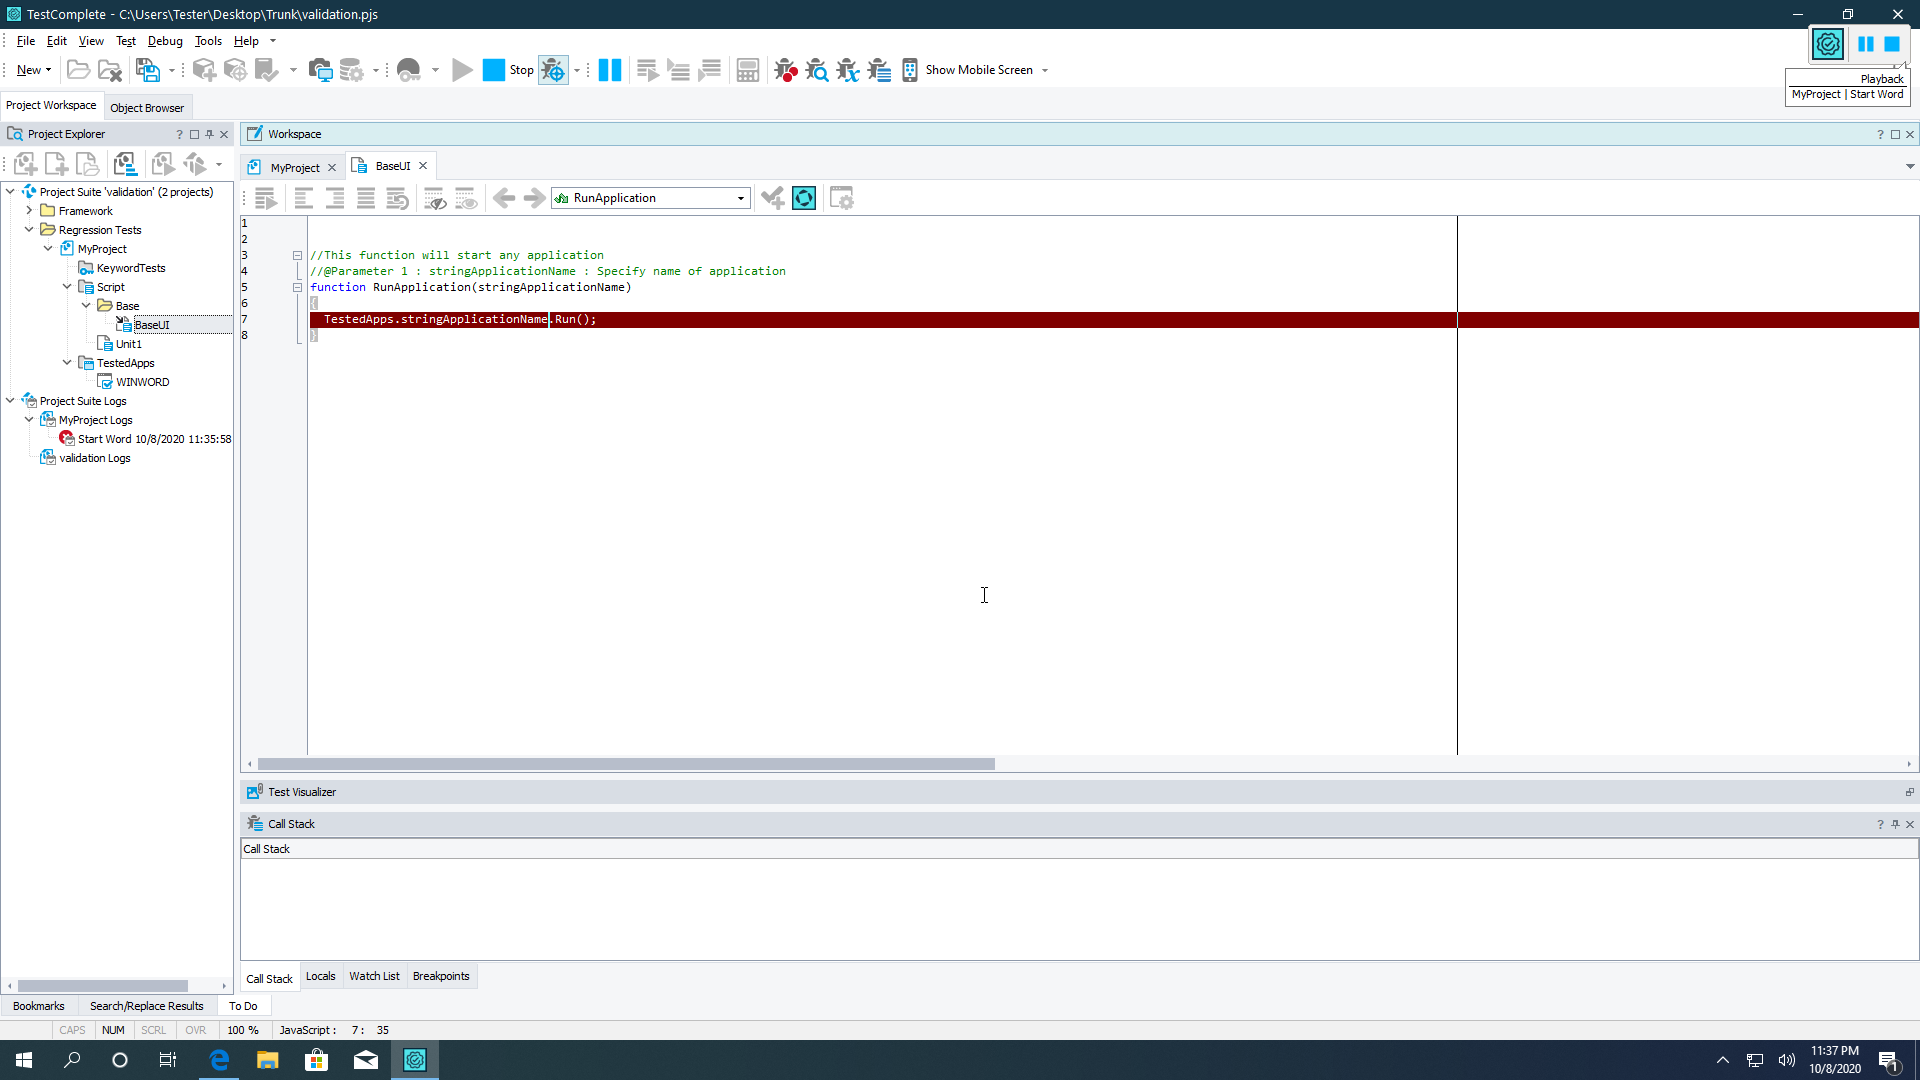 TestComplete - C:\Users\Tester\Desktop\Trunk\validation.pjs
File Edit View Test Debug Tools Help
New Stop Show Mobile Screen
Playback
MyProject | Start Word
Project Workspace Object Browser
Project Explorer ?
Workspace ?
MyProject BaseUI
RunApplication
Project Suite 'validation' (2 projects)
Framework
Regression Tests
MyProject
KeywordTests
Script
Base
BaseUI
Unit1
TestedApps
WINWORD
Project Suite Logs
MyProject Logs
Start Word 10/8/2020 11:35:58
validation Logs
1
2
3 //This function will start any application
4 //@Parameter 1 : stringApplicationName : Specify name of application
5 function RunApplication(stringApplicationName)
6 {
7 TestedApps.stringApplicationName.Run();
8 }
Test Visualizer
Call Stack ?
Call Stack
Call Stack Locals Watch List Breakpoints
Bookmarks Search/Replace Results To Do
CAPS NUM SCRL OVR 100 % JavaScript : 7 : 35
11:37 PM
10/8/2020
1